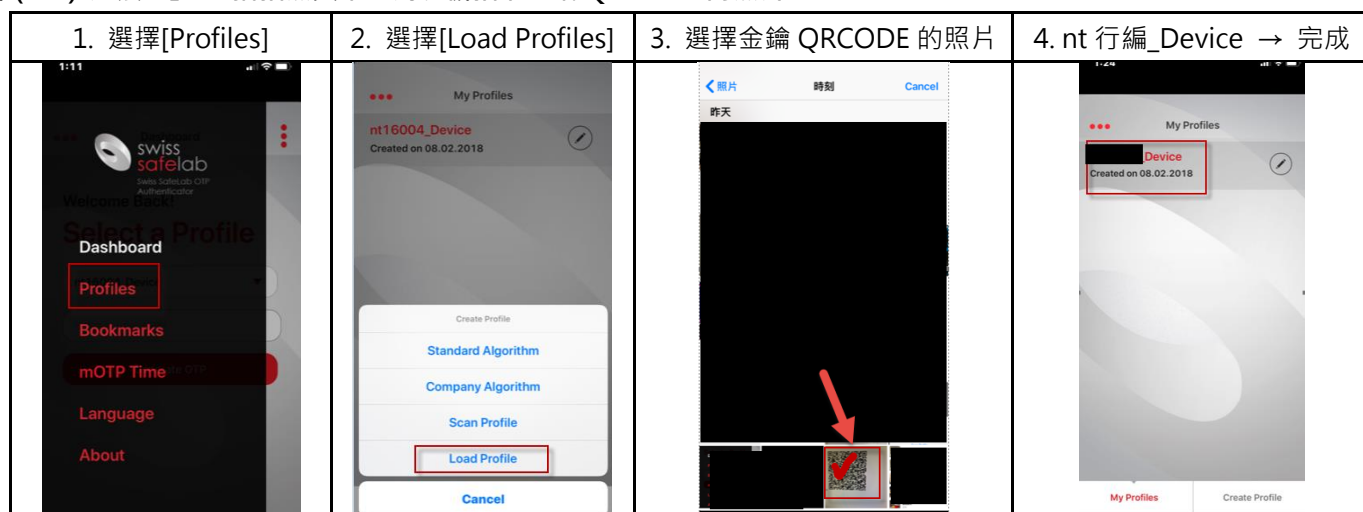 1. 選擇[Profiles]
2. 選擇[Load Profiles]
3. 選擇金鑰 QRCODE 的照片
4. nt 行編_Device → 完成
1:11
swiss
safelab
Swiss SafeLab OTP
Authenticator
Welcome Back!
Select a Profile
Dashboard
Profiles
Bookmarks
mOTP Time
Language
About
My Profiles
nt16004_Device
Created on 08.02.2018
Create Profile
Standard Algorithm
Company Algorithm
Scan Profile
Load Profile
Cancel
照片
時刻
Cancel
昨天
1:24
My Profiles
Device
Created on 08.02.2018
My Profiles
Create Profile